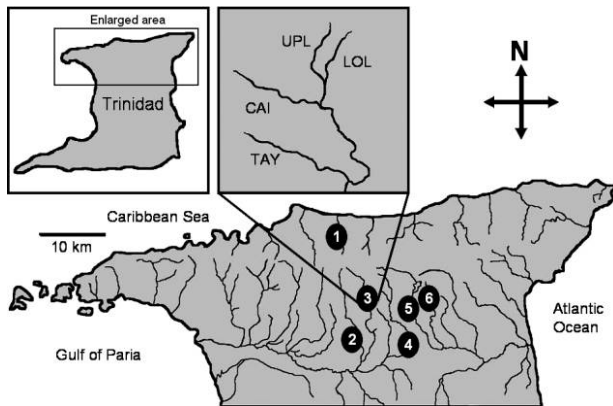 Enlarged area
Trinidad
UPL
LOL
CAI
TAY
N
Caribbean Sea
10 km
1
3
5
6
2
4
Gulf of Paria
Atlantic
Ocean